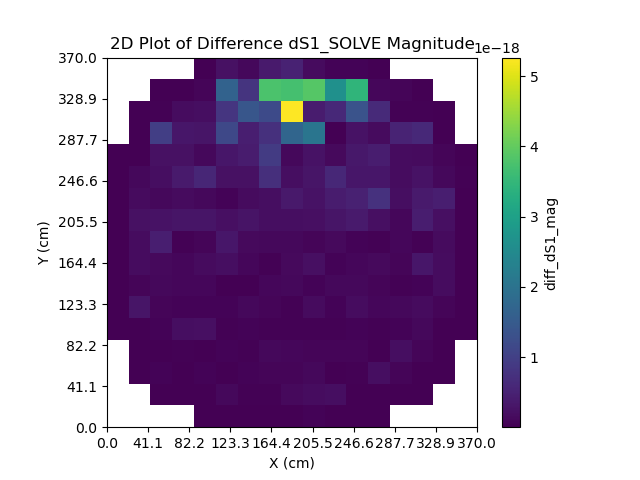 2D Plot of Difference dS1_SOLVE Magnitude
1e−18
370.0
328.9
287.7
246.6
205.5
164.4
123.3
82.2
41.1
0.0
Y (cm)
0.0 41.1 82.2 123.3 164.4 205.5 246.6 287.7 328.9 370.0
X (cm)
5
4
3
2
1
diff_dS1_mag